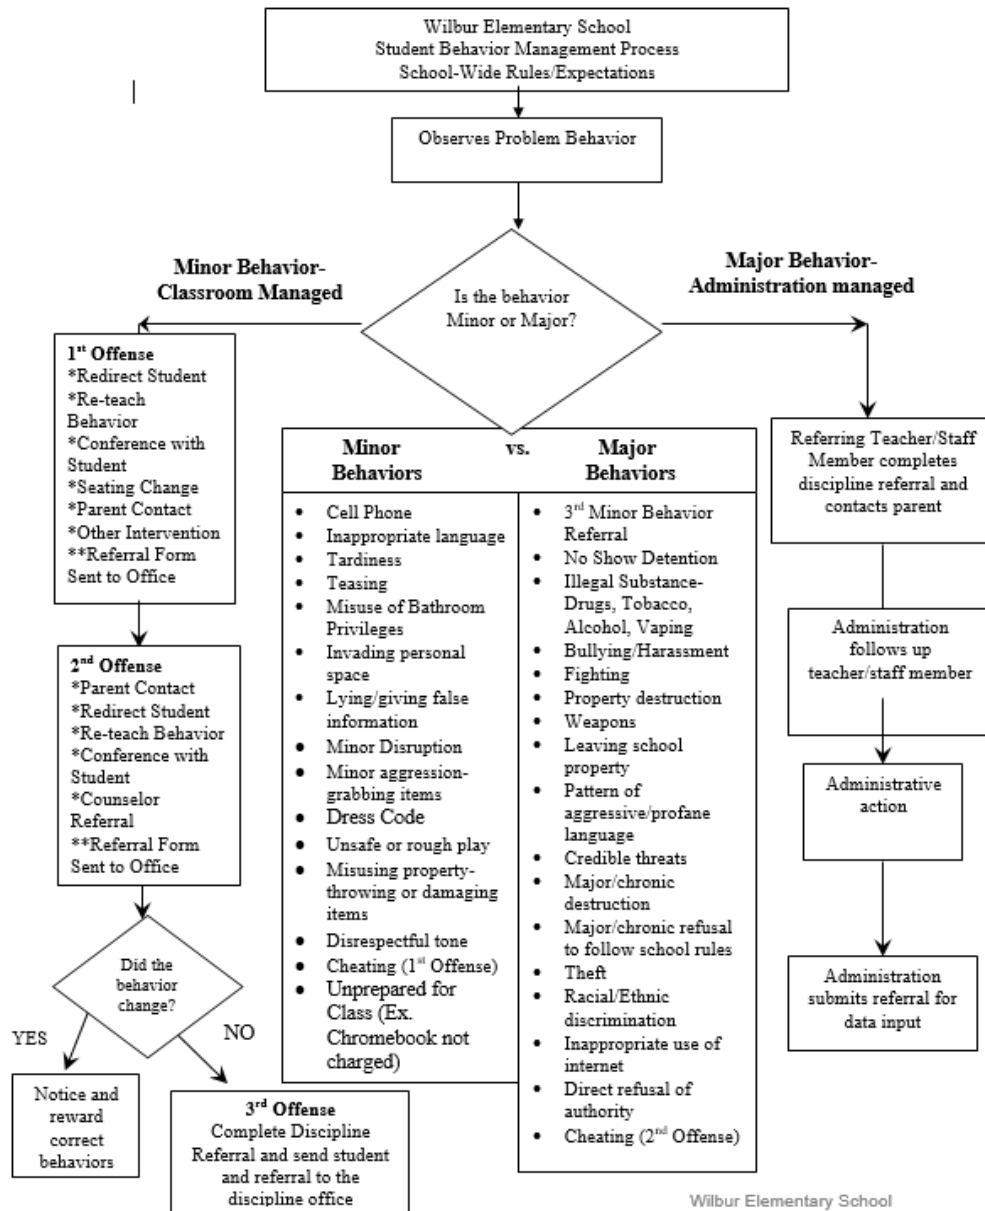 Wilbur Elementary School
Student Behavior Management Process
School-Wide Rules/Expectations
Observes Problem Behavior
Is the behavior
Minor or Major?
Minor Behavior-
Classroom Managed
Major Behavior-
Administration managed
1st Offense
*Redirect Student
*Re-teach
Behavior
*Conference with
Student
*Seating Change
*Parent Contact
*Other Intervention
**Referral Form
Sent to Office
2nd Offense
*Parent Contact
*Redirect Student
*Re-teach Behavior
*Conference with
Student
*Counselor
Referral
**Referral Form
Sent to Office
Did the
behavior
change?
YES
NO
Notice and
reward
correct
behaviors
3rd Offense
Complete Discipline
Referral and send student
and referral to the
discipline office
Minor
Behaviors
vs.
Major
Behaviors
• Cell Phone
• Inappropriate language
• Tardiness
• Teasing
• Misuse of Bathroom
Privileges
• Invading personal
space
• Lying/giving false
information
• Minor Disruption
• Minor aggression-
grabbing items
• Dress Code
• Unsafe or rough play
• Misusing property-
throwing or damaging
items
• Disrespectful tone
• Cheating (1st Offense)
• Unprepared for
Class (Ex.
Chromebook not
charged)
• 3rd Minor Behavior
Referral
• No Show Detention
• Illegal Substance-
Drugs, Tobacco,
Alcohol, Vaping
• Bullying/Harassment
• Fighting
• Property destruction
• Weapons
• Leaving school
property
• Pattern of
aggressive/profane
language
• Credible threats
• Major/chronic
destruction
• Major/chronic refusal
to follow school rules
• Theft
• Racial/Ethnic
discrimination
• Inappropriate use of
internet
• Direct refusal of
authority
• Cheating (2nd Offense)
Referring Teacher/Staff
Member completes
discipline referral and
contacts parent
Administration
follows up
teacher/staff member
Administrative
action
Administration
submits referral for
data input
Wilbur Elementary School